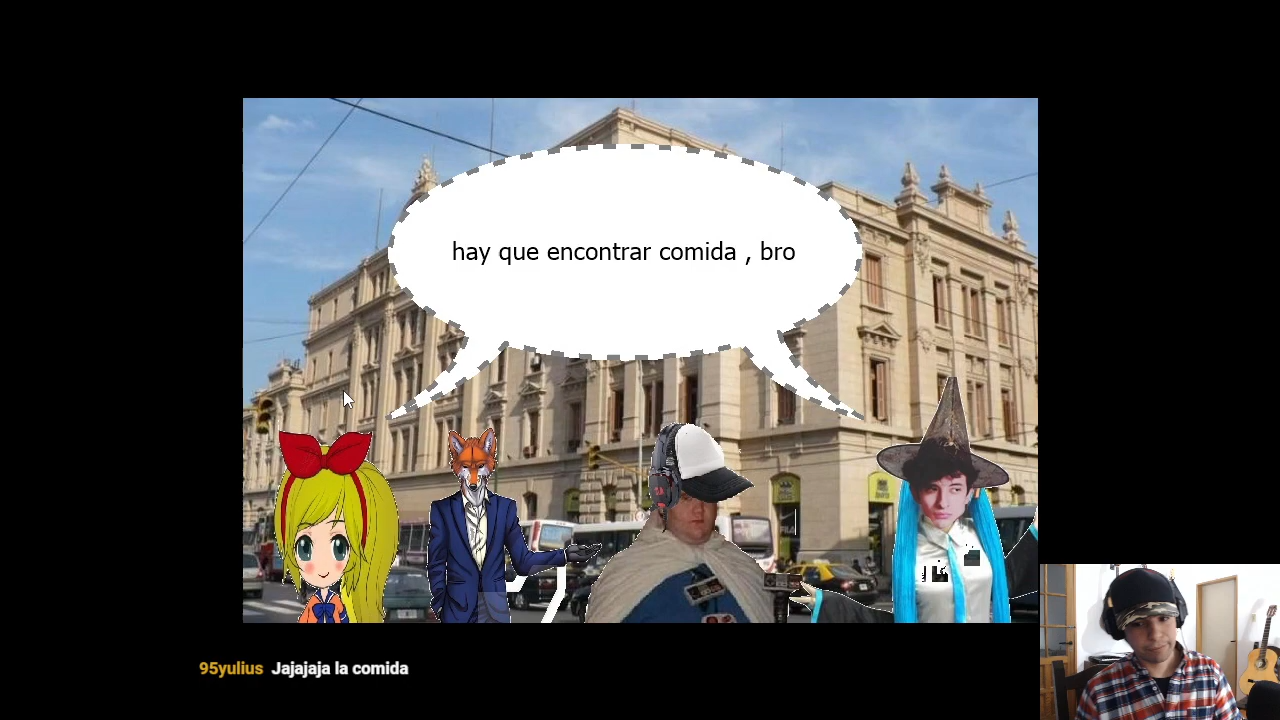 hay que encontrar comida , bro
95yulius Jajajaja la comida